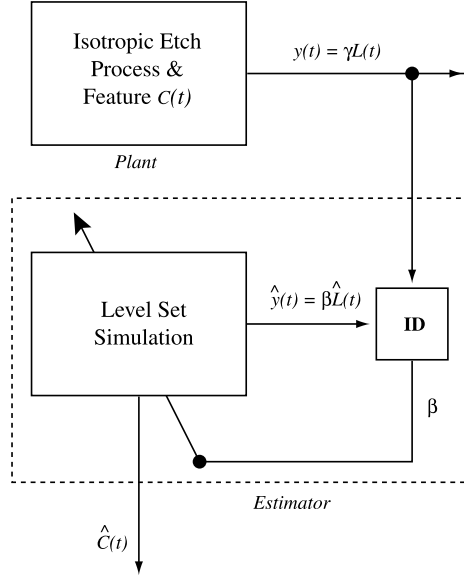 Isotropic Etch
Process &
Feature C(t)
y(t) = γL(t)
Plant
Level Set
Simulation
ŷ(t) = βL̂(t)
ID
β
Estimator
Ĉ(t)